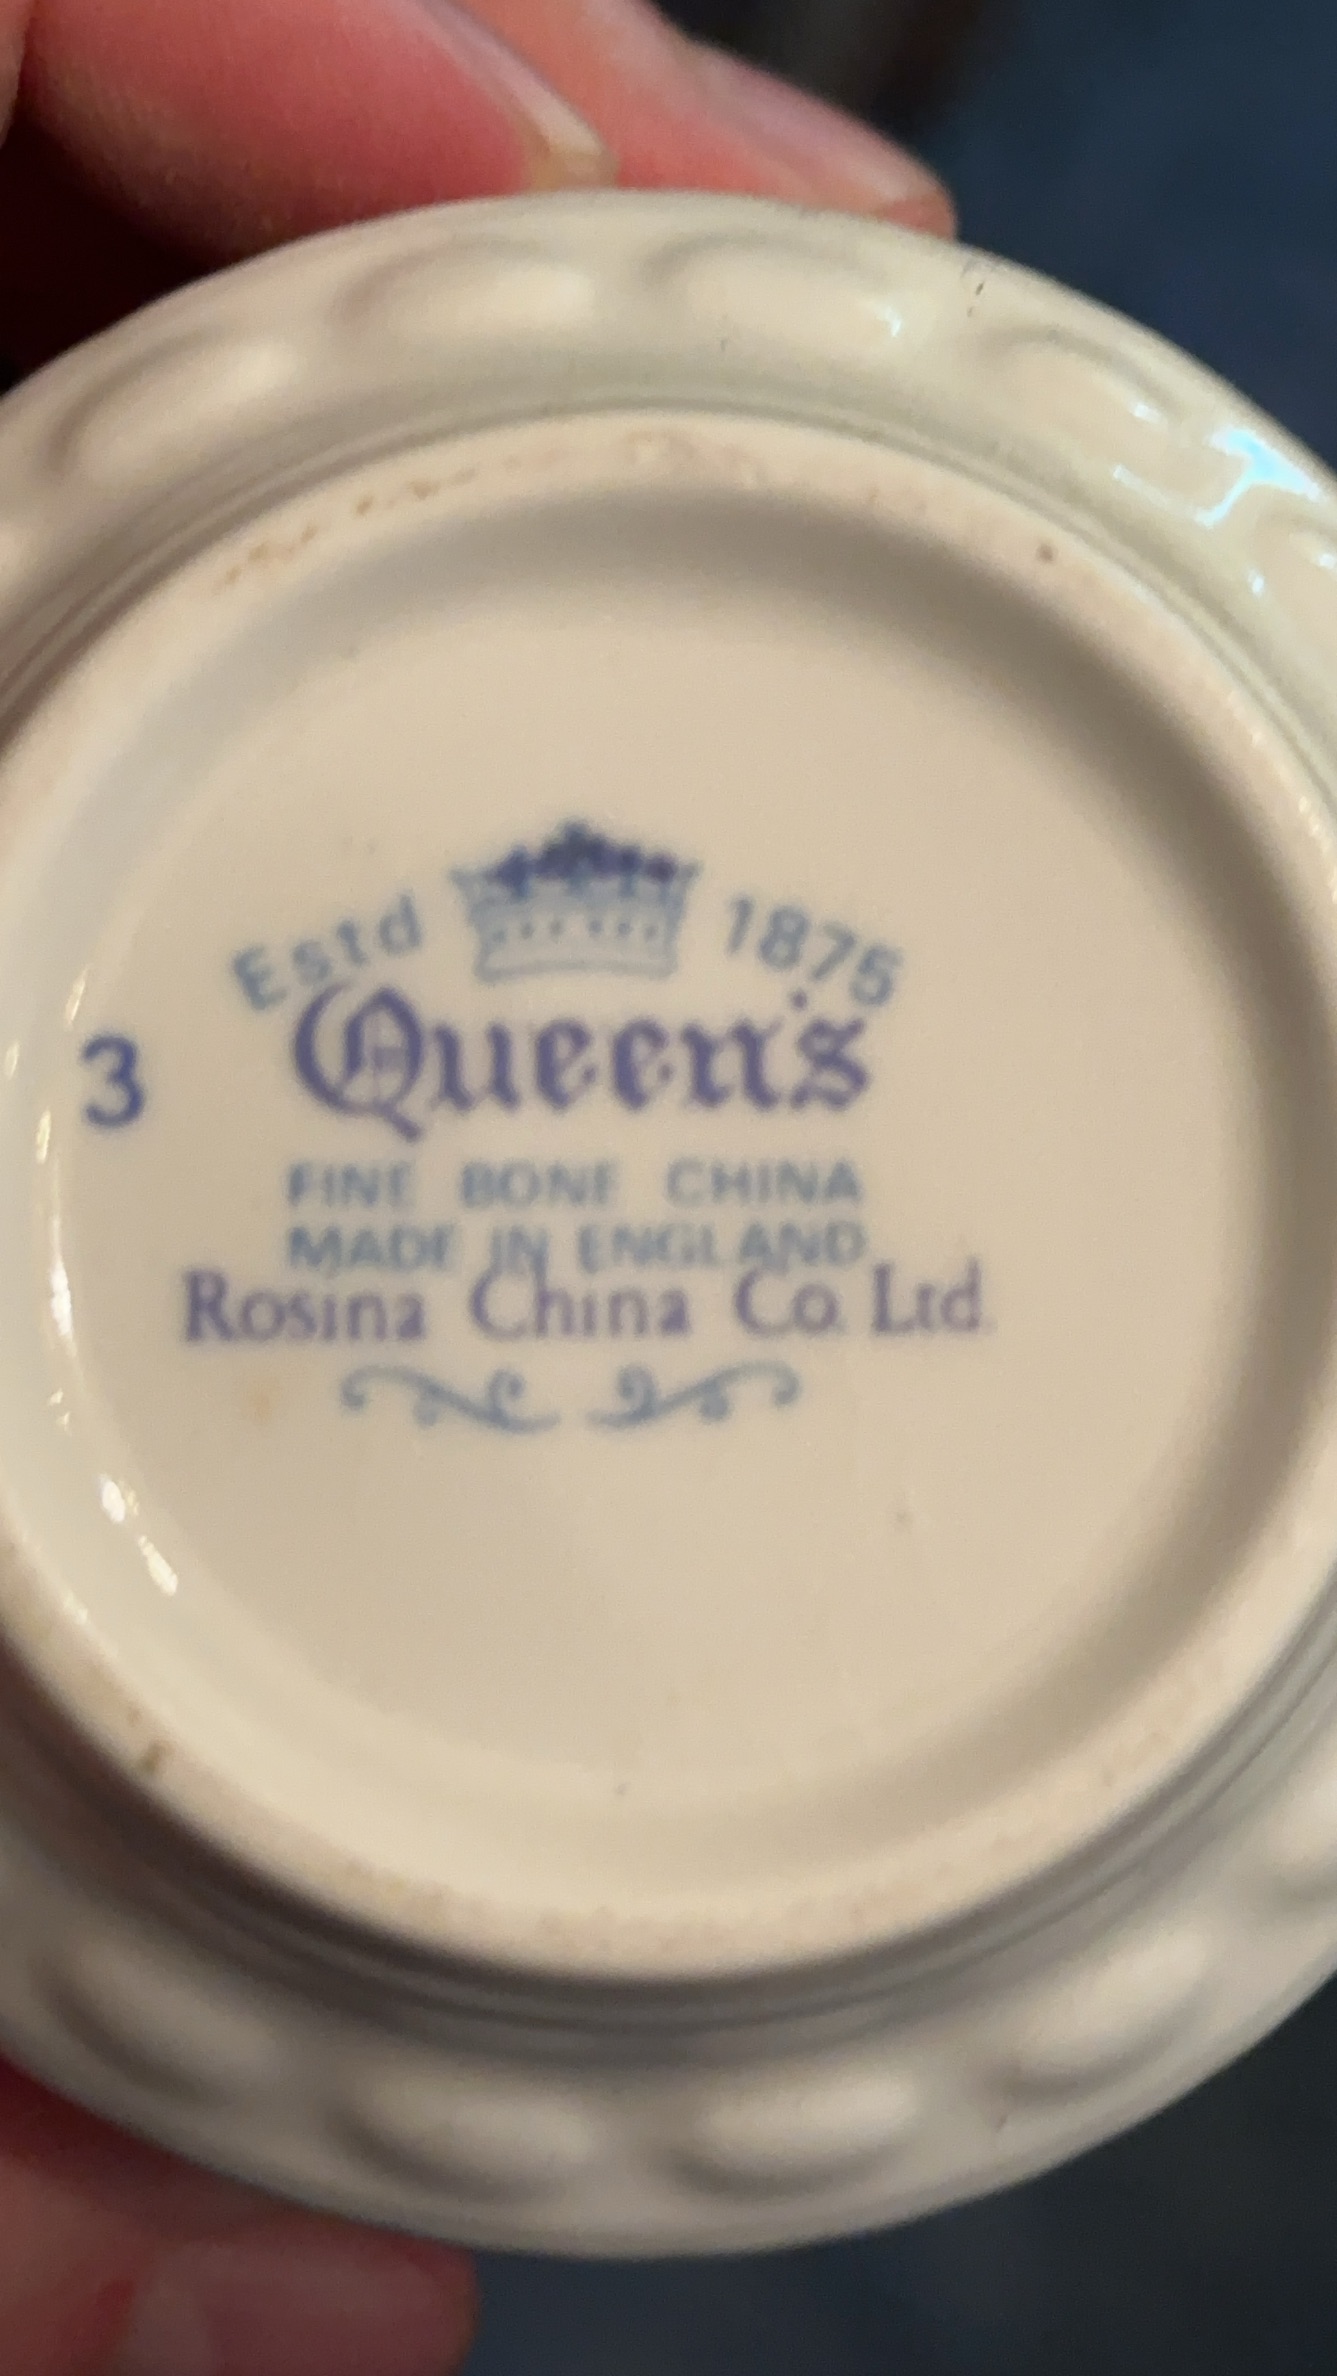 Estd 1875
3
Queen's
FINE BONE CHINA
MADE IN ENGLAND
Rosina China Co. Ltd.